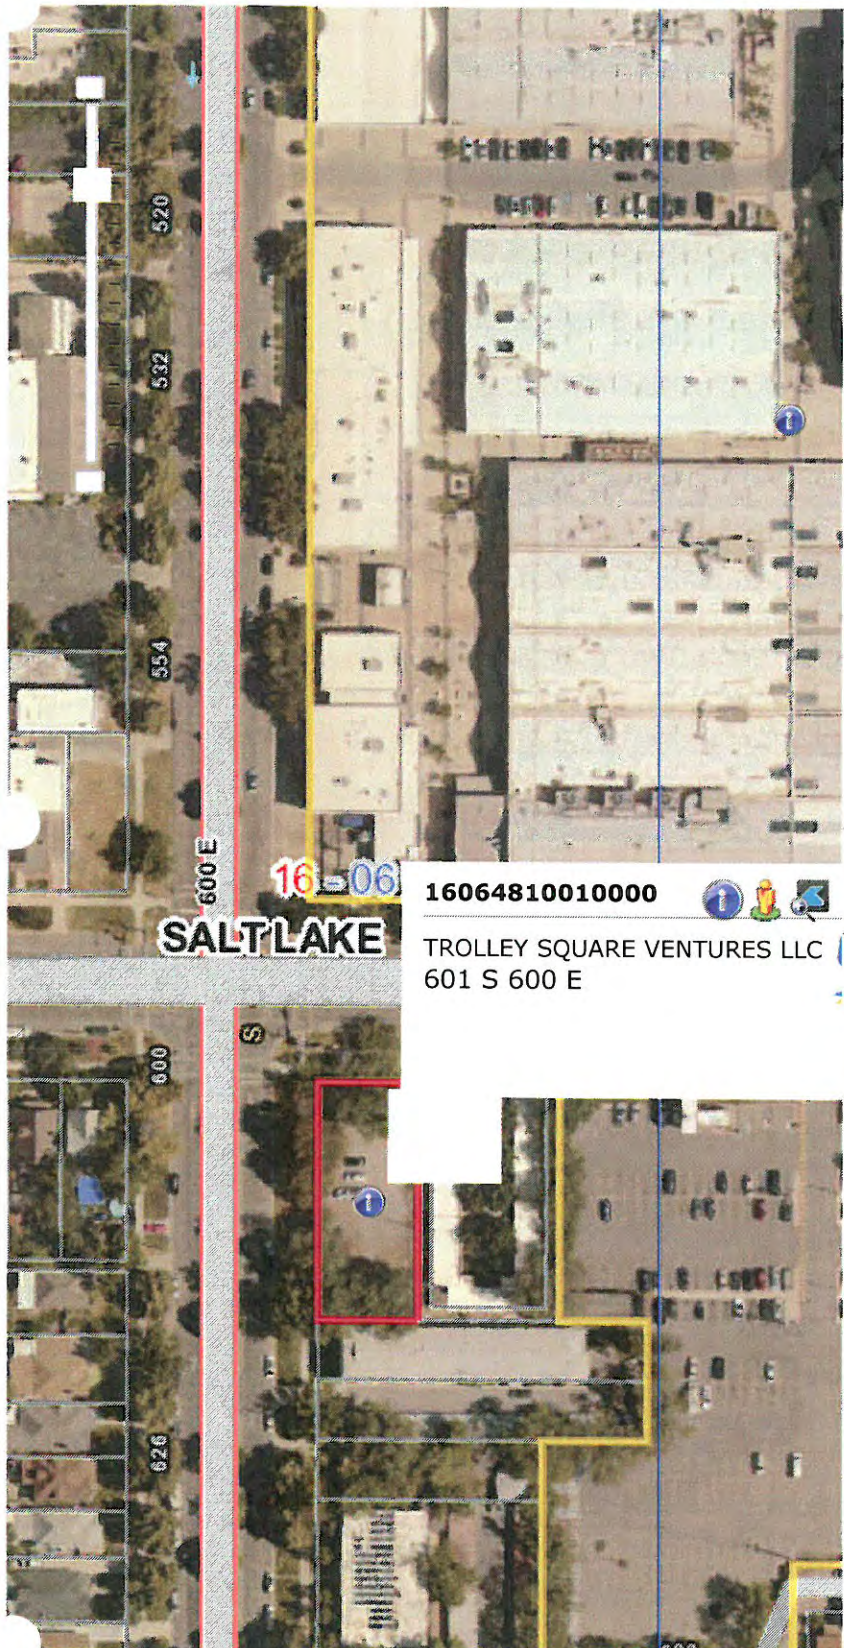 520
532
554
600 E
16 - 06
SALT LAKE
16064810010000
TROLLEY SQUARE VENTURES LLC
601 S 600 E
S
600
626